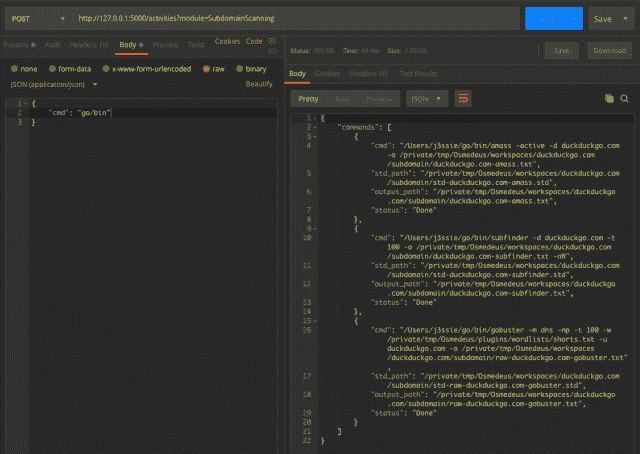 POST http://127.0.0.1:5000/activities?module=SubdomainScanning Save
Params Auth Headers (1) Body Prereq. Tests Cookies Code
none form-data x-www-form-urlencoded raw binary
JSON (application/json) Beautify
1 {
2 "cmd": "go/bin"
3 }
Status: 200 OK Time: 64 ms Save Download
Body Cookies Headers (4) Test Results
Pretty Raw Preview JSON
1 {
2 "commands": [
3 {
4 "cmd": "/Users/j3ssie/go/bin/amass -active -d duckduckgo.com
-o /private/tmp/Osmedeus/workspaces/duckduckgo.com
/subdomain/duckduckgo.com-amass.txt",
5 "std_path": "/private/tmp/Osmedeus/workspaces/duckduckgo
.com/subdomain/std-duckduckgo.com-amass.std",
6 "output_path": "/private/tmp/Osmedeus/workspaces/duckduckgo
.com/subdomain/duckduckgo.com-amass.txt",
7 "status": "Done"
8 },
9 {
10 "cmd": "/Users/j3ssie/go/bin/subfinder -d duckduckgo.com -t
100 -o /private/tmp/Osmedeus/workspaces/duckduckgo.com
/subdomain/duckduckgo.com-subfinder.txt -nW",
11 "std_path": "/private/tmp/Osmedeus/workspaces/duckduckgo
.com/subdomain/std-duckduckgo.com-subfinder.std",
12 "output_path": "/private/tmp/Osmedeus/workspaces/duckduckgo
.com/subdomain/duckduckgo.com-subfinder.txt",
13 "status": "Done"
14 },
15 {
16 "cmd": "/Users/j3ssie/go/bin/gobuster -m dns -np -t 100 -w
/private/tmp/Osmedeus/plugins/wordlists/shorts.txt -u
duckduckgo.com -o /private/tmp/Osmedeus/workspaces
/duckduckgo.com/subdomain/raw-duckduckgo.com-gobuster.txt"
,
17 "std_path": "/private/tmp/Osmedeus/workspaces/duckduckgo
.com/subdomain/std-raw-duckduckgo.com-gobuster.std",
18 "output_path": "/private/tmp/Osmedeus/workspaces/duckduckgo
.com/subdomain/raw-duckduckgo.com-gobuster.txt",
19 "status": "Done"
20 }
21 ]
22 }